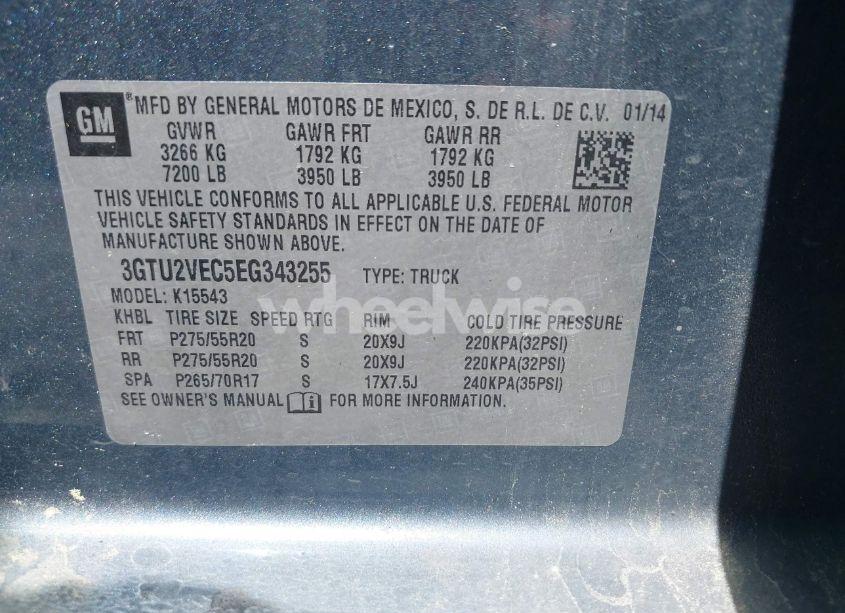 GM ® MFD BY GENERAL MOTORS DE MEXICO, S. DE R.L. DE C.V. 01/14
GVWR GAWR FRT GAWR RR
3266 KG 1792 KG 1792 KG
7200 LB 3950 LB 3950 LB
THIS VEHICLE CONFORMS TO ALL APPLICABLE U.S. FEDERAL MOTOR
VEHICLE SAFETY STANDARDS IN EFFECT ON THE DATE OF
MANUFACTURE SHOWN ABOVE.
3GTU2VEC5EG343255 TYPE: TRUCK
MODEL: K15543
KHBL TIRE SIZE SPEED RTG RIM COLD TIRE PRESSURE
FRT P275/55R20 S 20X9J 220KPA(32PSI)
RR P275/55R20 S 20X9J 220KPA(32PSI)
SPA P265/70R17 S 17X7.5J 240KPA(35PSI)
SEE OWNER'S MANUAL FOR MORE INFORMATION.
wheelwise